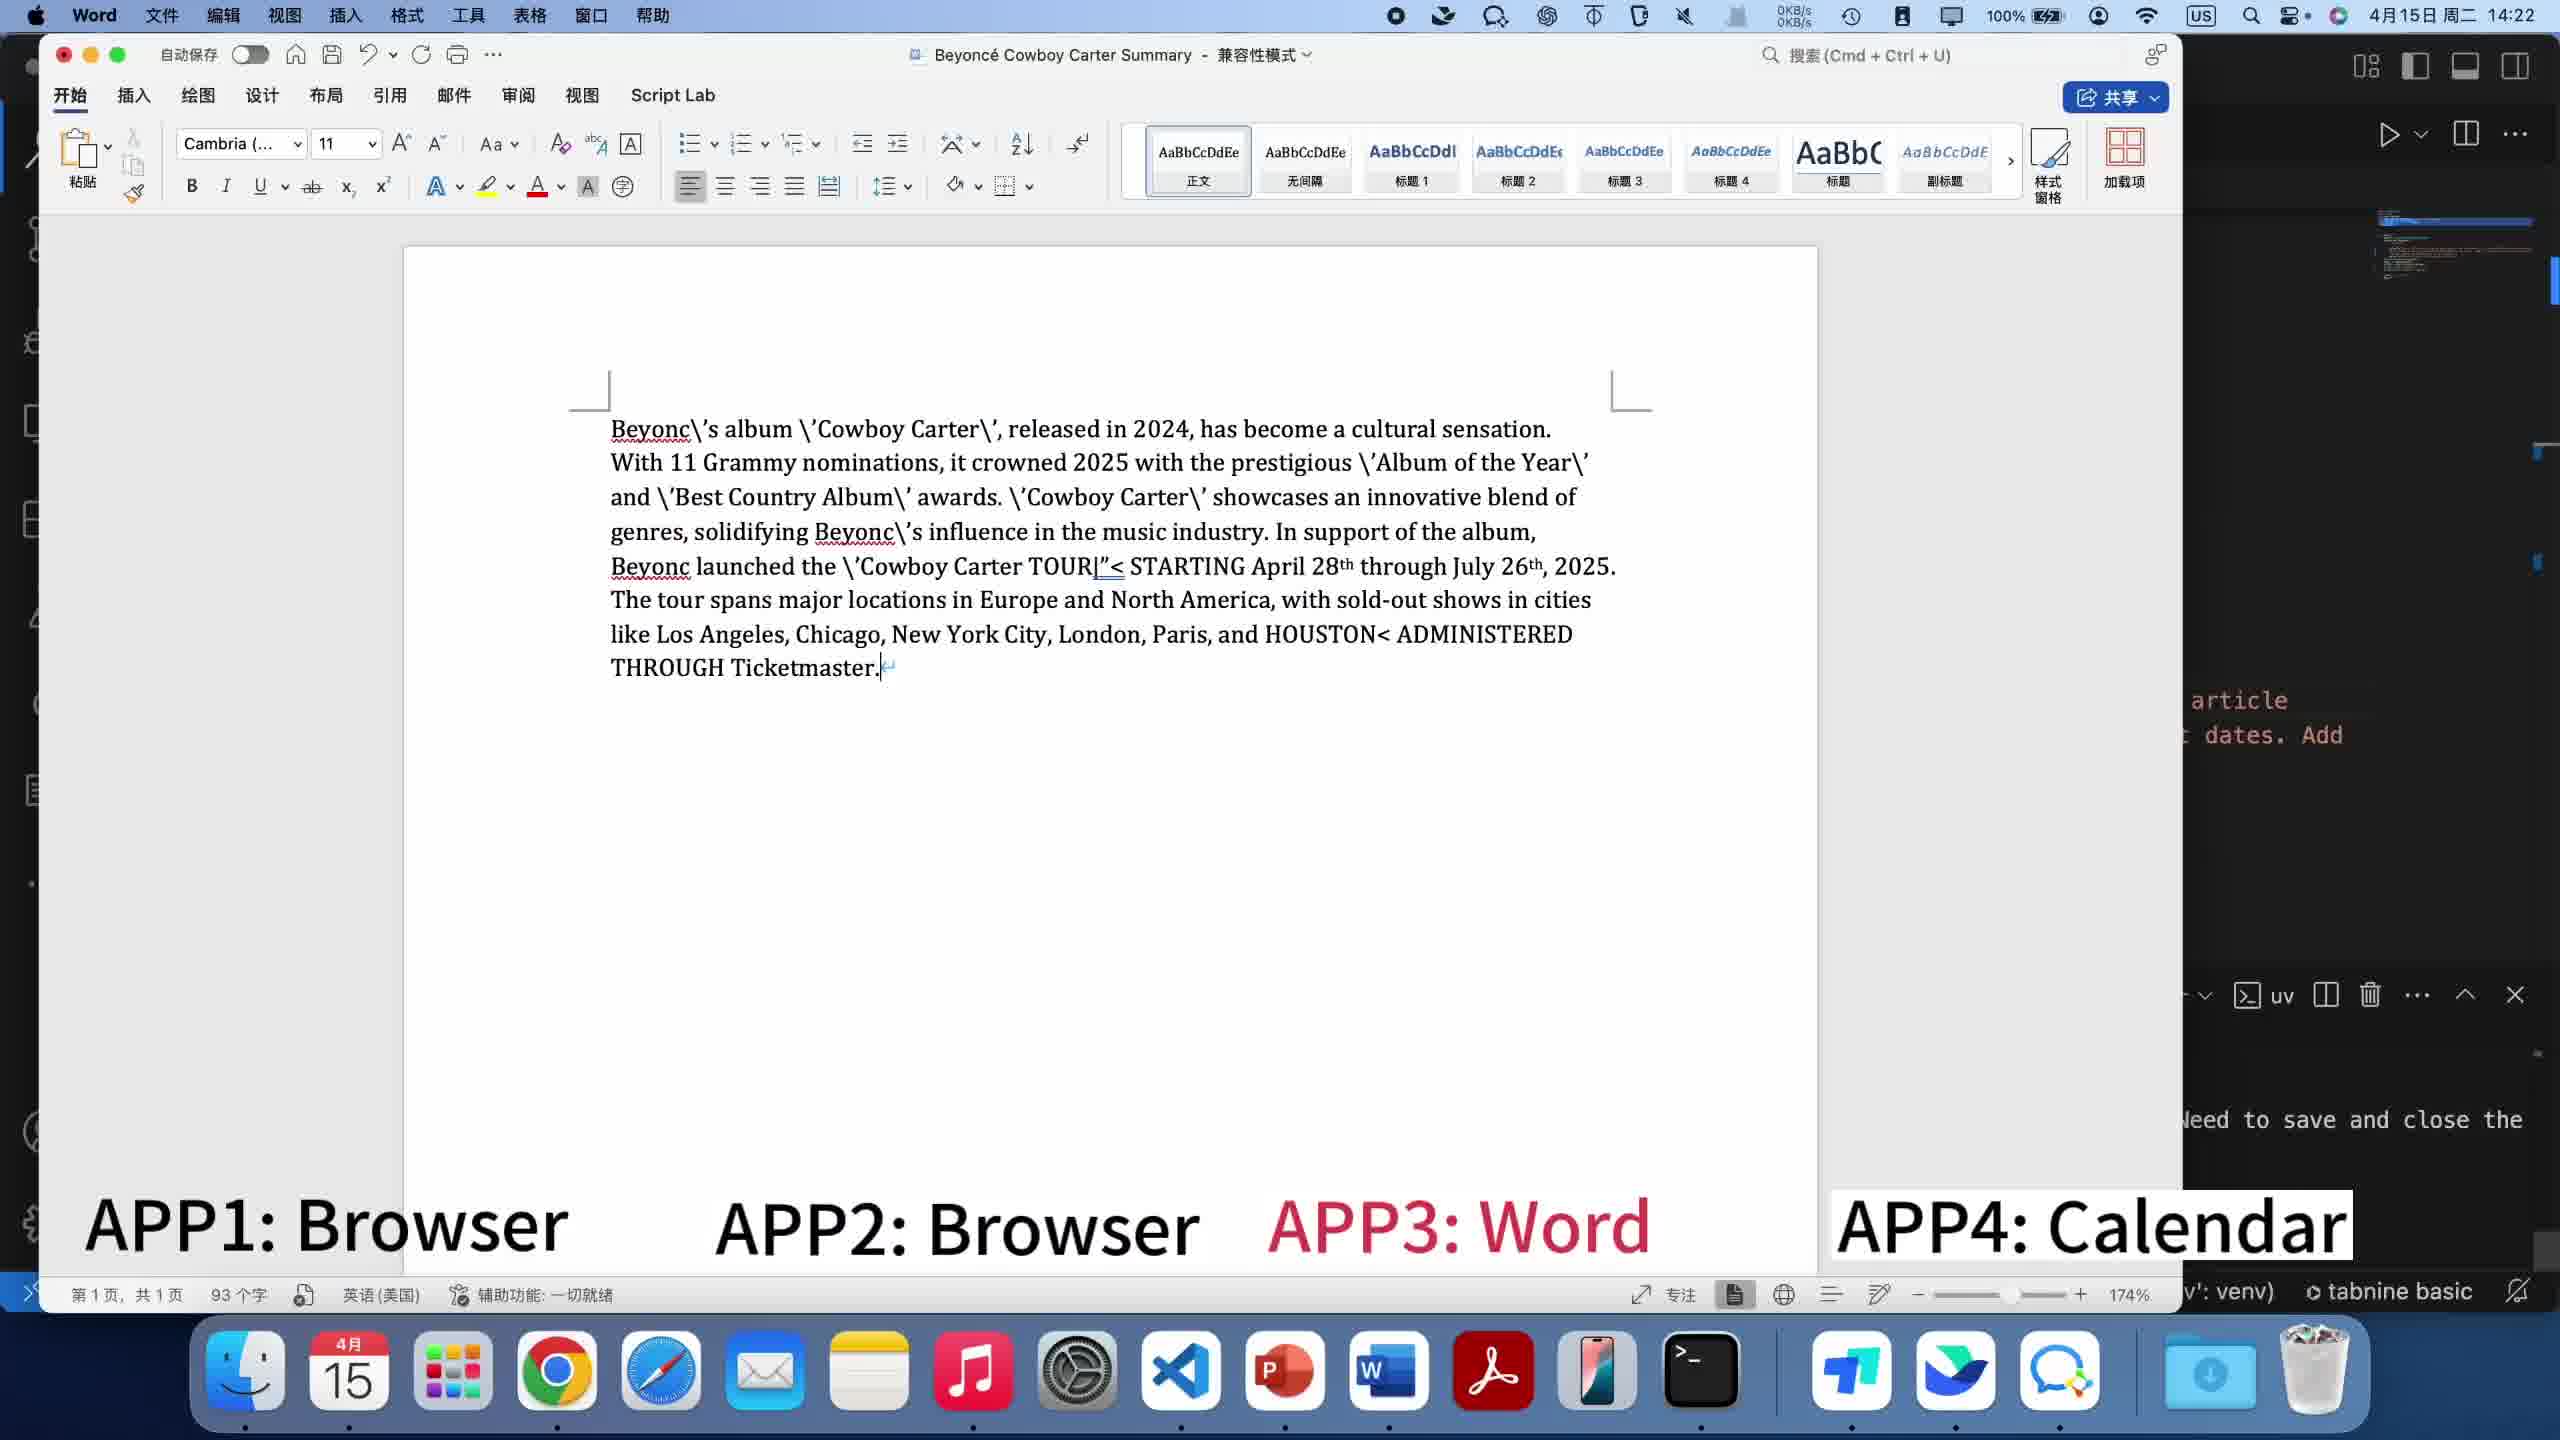 Word 文件 编辑 视图 插入 格式 工具 表格 窗口 帮助 0KB/s 0KB/s 100% US 4月15日 周二 14:22
自动保存 Beyoncé Cowboy Carter Summary - 兼容性模式 搜索 (Cmd + Ctrl + U)
开始 插入 绘图 设计 布局 引用 邮件 审阅 视图 Script Lab 共享
粘贴 Cambria (... 11 AaBbCcDdEe 正文 AaBbCcDdEe 无间隔 AaBbCcDdI 标题 1 AaBbCcDdEe 标题 2 AaBbCcDdEe 标题 3 AaBbCcDdEe 标题 4 AaBbC 标题 AaBbCcDdE 副标题 样式窗格 加载项
Beyonc\’s album \’Cowboy Carter\’, released in 2024, has become a cultural sensation.
With 11 Grammy nominations, it crowned 2025 with the prestigious \’Album of the Year\’
and \’Best Country Album\’ awards. \’Cowboy Carter\’ showcases an innovative blend of
genres, solidifying Beyonc\’s influence in the music industry. In support of the album,
Beyonc launched the \’Cowboy Carter TOUR|”< STARTING April 28th through July 26th, 2025.
The tour spans major locations in Europe and North America, with sold-out shows in cities
like Los Angeles, Chicago, New York City, London, Paris, and HOUSTON< ADMINISTERED
THROUGH Ticketmaster.
article
dates. Add
uv
Need to save and close the
APP1: Browser APP2: Browser APP3: Word APP4: Calendar
第 1 页，共 1 页 93 个字 英语 (美国) 辅助功能: 一切就绪 专注 174% v': venv) tabnine basic
4月
15